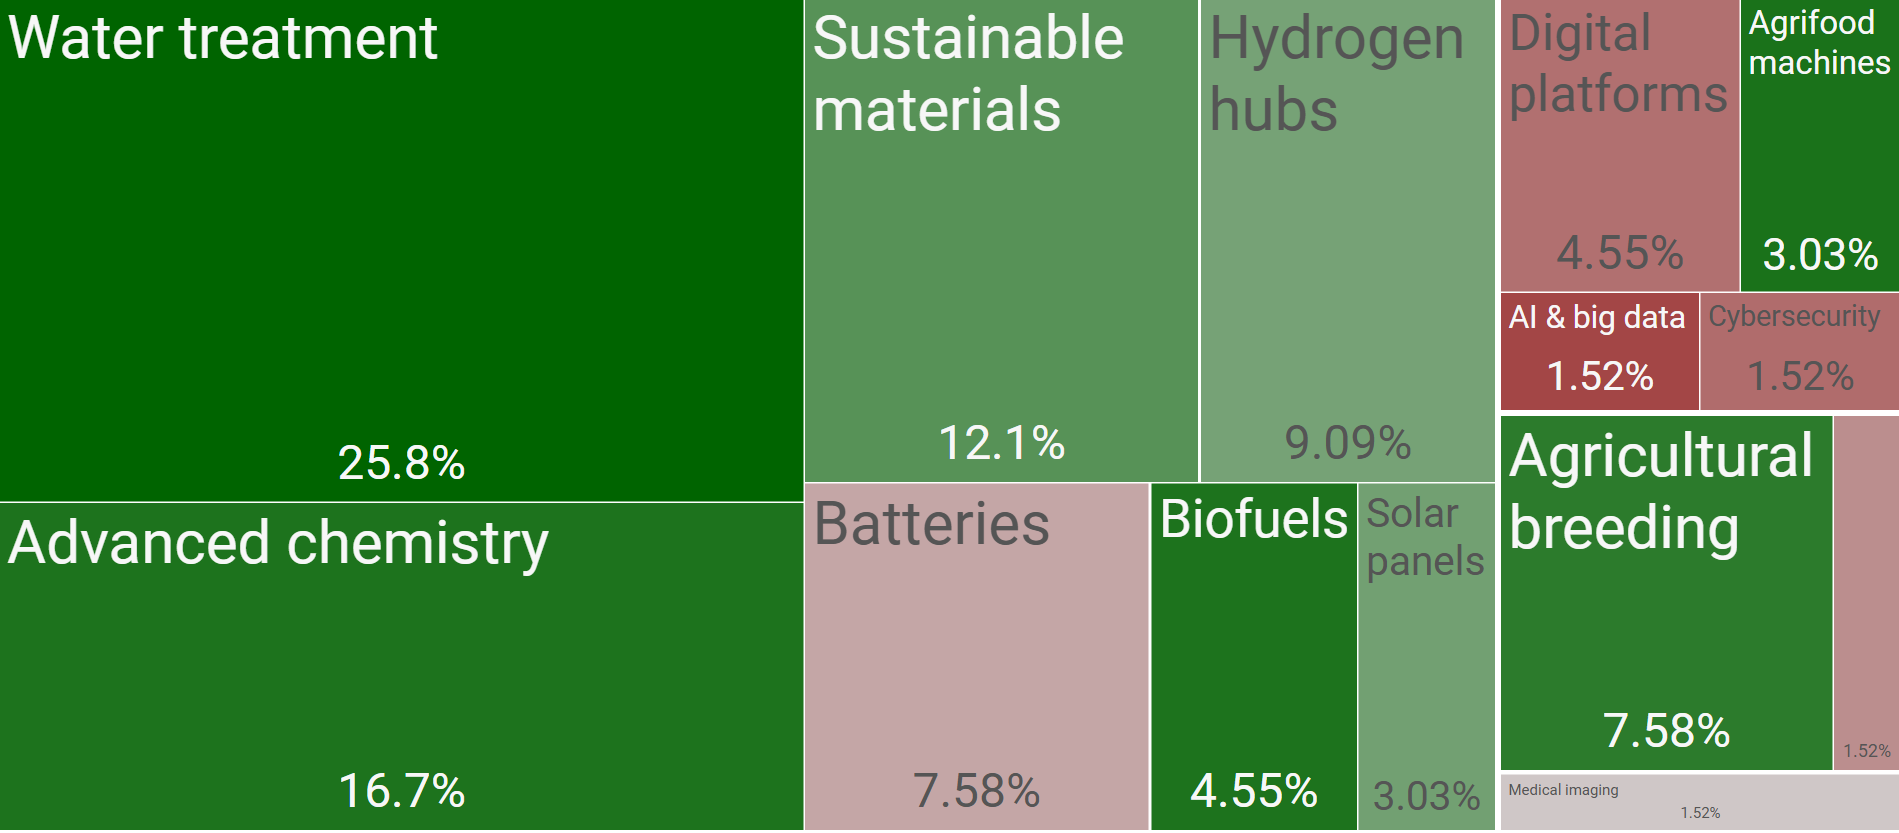 Water treatment
25.8%
Advanced chemistry
16.7%
Sustainable
materials
12.1%
Hydrogen
hubs
9.09%
Batteries
7.58%
Biofuels
4.55%
Solar
panels
3.03%
Digital
platforms
4.55%
Agrifood
machines
3.03%
AI & big data
1.52%
Cybersecurity
1.52%
Agricultural
breeding
7.58%
1.52%
Medical imaging
1.52%